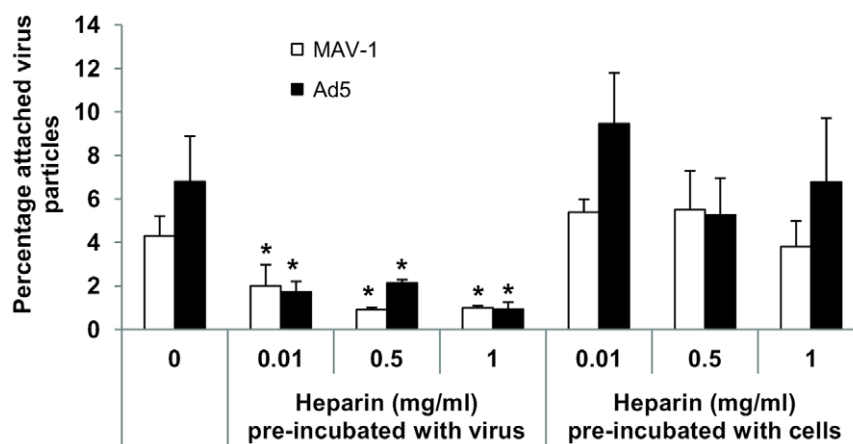 Percentage attached virus
particles
14
12
10
8
6
4
2
0
MAV-1
Ad5
* * * * * *
0 0.01 0.5 1 0.01 0.5 1
Heparin (mg/ml) Heparin (mg/ml)
pre-incubated with virus pre-incubated with cells